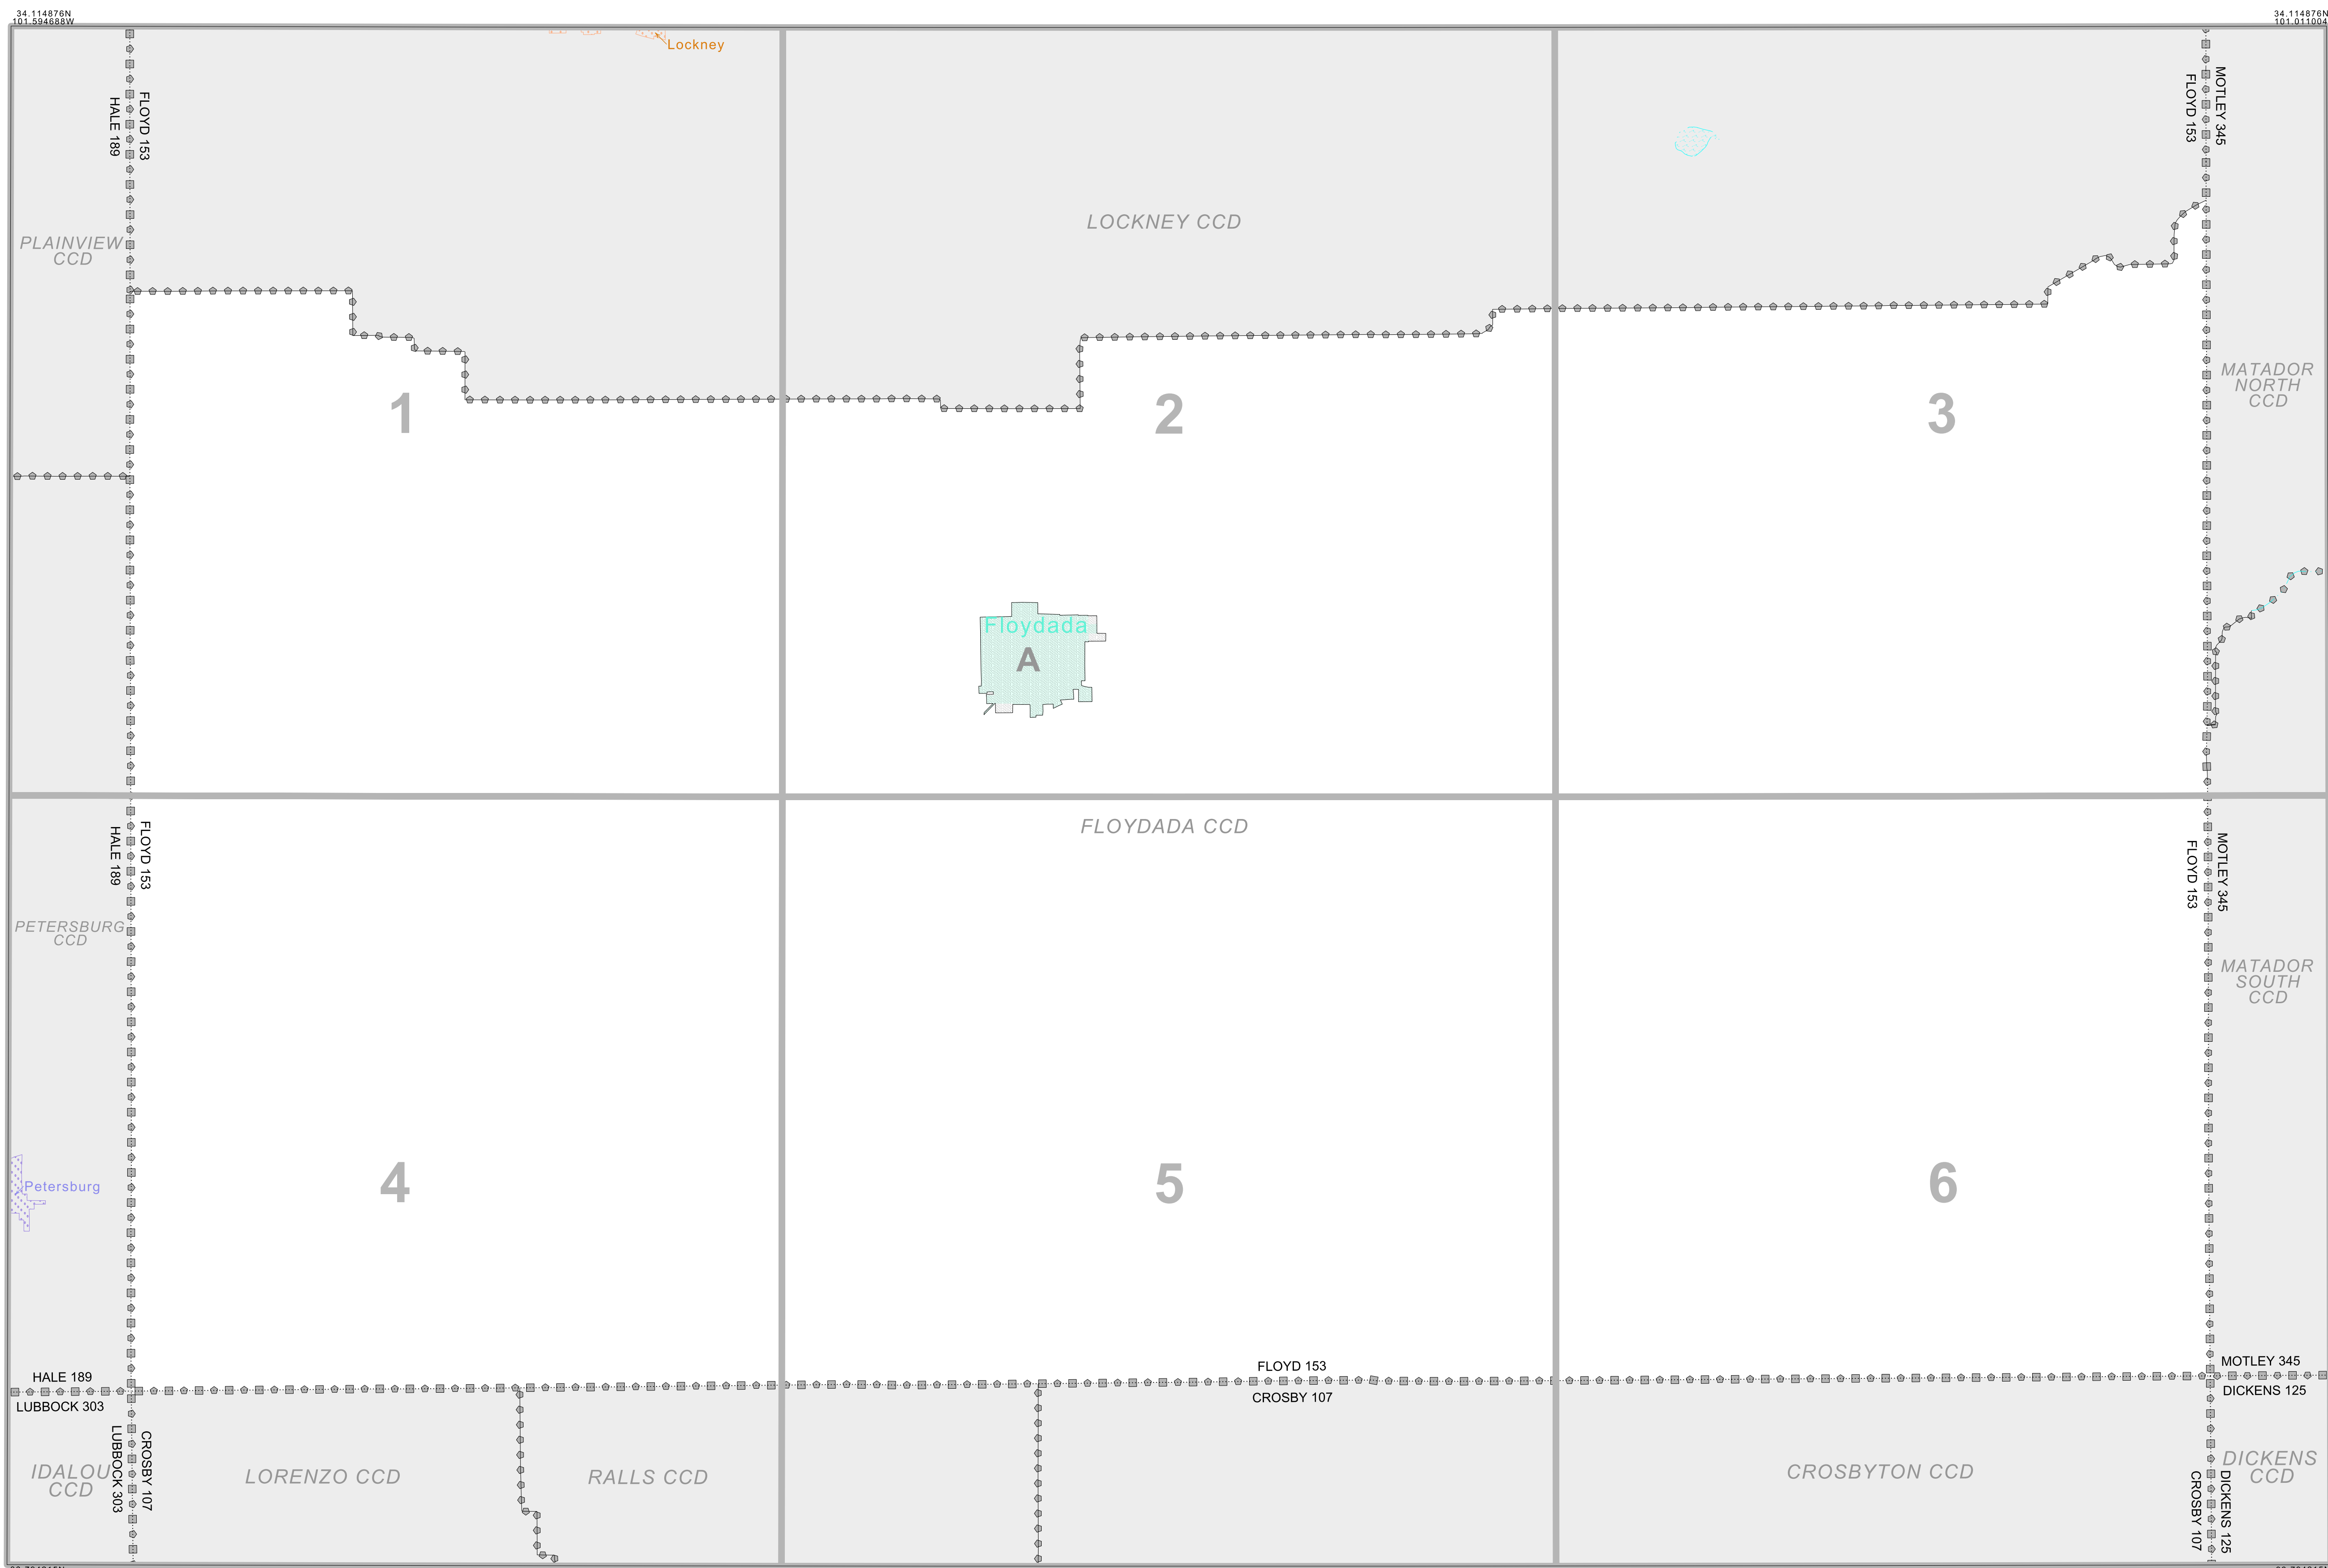 34.114876N
101.594688W
34.114876N
101.011004
Lockney
HALE 189
FLOYD 153
FLOYD 153
MOTLEY 345
LOCKNEY CCD
PLAINVIEW
CCD
MATADOR
NORTH
CCD
1
2
3
Floydada
A
HALE 189
FLOYD 153
FLOYDADA CCD
FLOYD 153
MOTLEY 345
PETERSBURG
CCD
MATADOR
SOUTH
CCD
Petersburg
4
5
6
HALE 189
LUBBOCK 303
FLOYD 153
CROSBY 107
MOTLEY 345
DICKENS 125
LUBBOCK 303
CROSBY 107
IDALOU
CCD
LORENZO CCD
RALLS CCD
CROSBYTON CCD
CROSBY 107
DICKENS 125
DICKENS
CCD